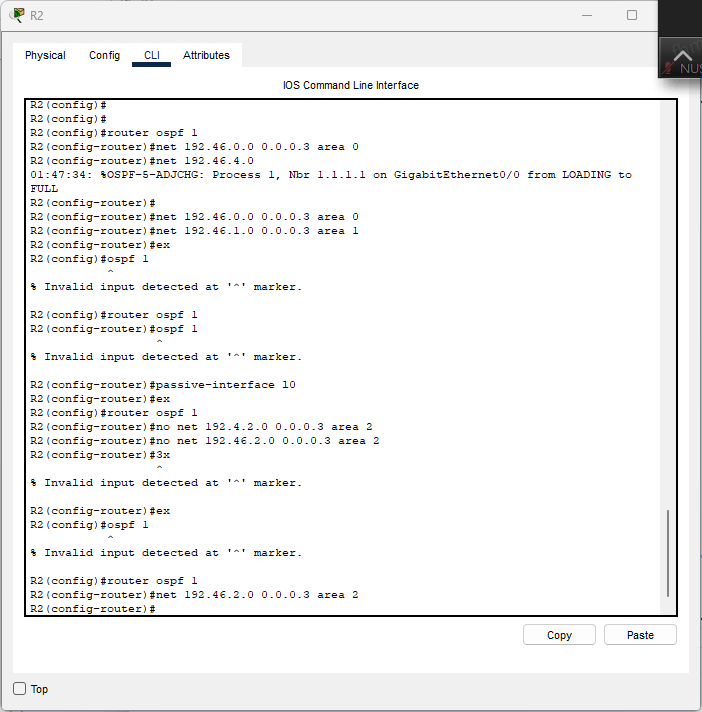 R2
Physical Config CLI Attributes
NUS
IOS Command Line Interface
R2(config)#
R2(config)#
R2(config)#router ospf 1
R2(config-router)#net 192.46.0.0 0.0.0.3 area 0
R2(config-router)#net 192.46.4.0
01:47:34: %OSPF-5-ADJCHG: Process 1, Nbr 1.1.1.1 on GigabitEthernet0/0 from LOADING to
FULL
R2(config-router)#
R2(config-router)#net 192.46.0.0 0.0.0.3 area 0
R2(config-router)#net 192.46.1.0 0.0.0.3 area 1
R2(config-router)#ex
R2(config)#ospf 1
^
% Invalid input detected at '^' marker.
R2(config)#router ospf 1
R2(config-router)#ospf 1
^
% Invalid input detected at '^' marker.
R2(config-router)#passive-interface l0
R2(config-router)#ex
R2(config)#router ospf 1
R2(config-router)#no net 192.4.2.0 0.0.0.3 area 2
R2(config-router)#no net 192.46.2.0 0.0.0.3 area 2
R2(config-router)#3x
^
% Invalid input detected at '^' marker.
R2(config-router)#ex
R2(config)#ospf 1
^
% Invalid input detected at '^' marker.
R2(config)#router ospf 1
R2(config-router)#net 192.46.2.0 0.0.0.3 area 2
R2(config-router)#
Copy Paste
Top